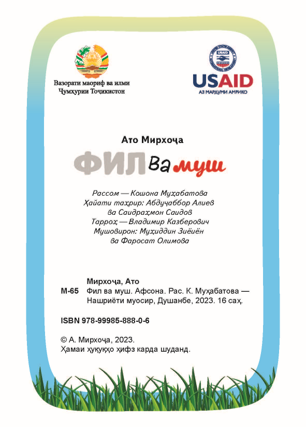 Вазорати маориф ва илми
Ҷумҳурии Тоҷикистон
USAID
АЗ МАРДУМИ АМРИКО
Ато Мирхоҷа
ФИЛ ва муш
Рассом — Кошона Муҳабатова
Ҳайати таҳрир: Абдуҷаббор Алиев
ва Саидраҳмон Саидов
Тарроҳ — Владимир Казберович
Мушовирон: Муҳиддин Зиёиён
ва Фаросат Олимова
Мирхоҷа, Ато
М-65 Фил ва муш. Афсона. Рас. К. Муҳабатова —
Нашриёти муосир, Душанбе, 2023. 16 саҳ.
ISBN 978-99985-888-0-6
© А. Мирхоҷа, 2023.
Ҳамаи ҳуқуқҳо ҳифз карда шуданд.